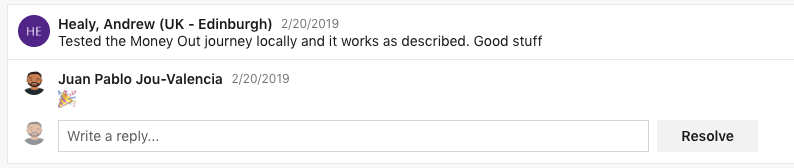 HE
Healy, Andrew (UK - Edinburgh) 2/20/2019
Tested the Money Out journey locally and it works as described. Good stuff
Juan Pablo Jou-Valencia 2/20/2019
🎉
Write a reply... Resolve